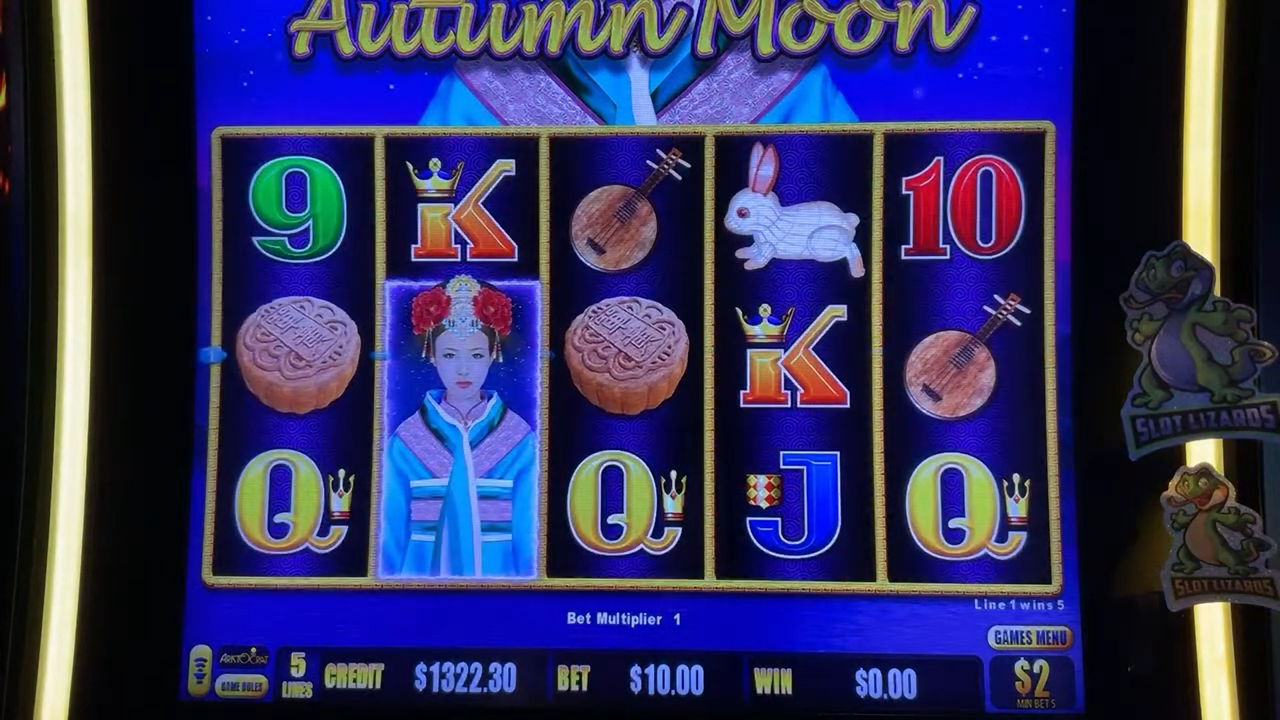 Autumn Moon
9 K 10
K
Q Q J Q
Line 1 wins 5
Bet Multiplier 1
GAMES MENU
ARISTOCRAT
GAME RULES
5
LINES
CREDIT $1322.30 BET $10.00 WIN $0.00
$2
MIN BET 5
SLOT LIZARDS
SLOT LIZARDS